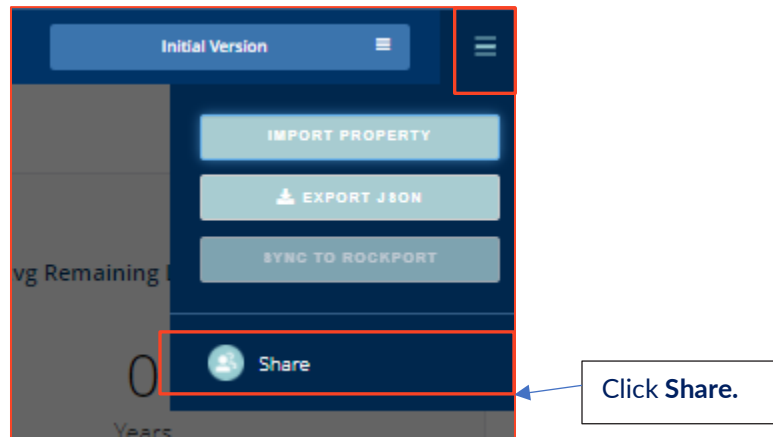 Initial Version
IMPORT PROPERTY
EXPORT JSON
SYNC TO ROCKPORT
vg Remaining
Share
0
Years
Click Share.